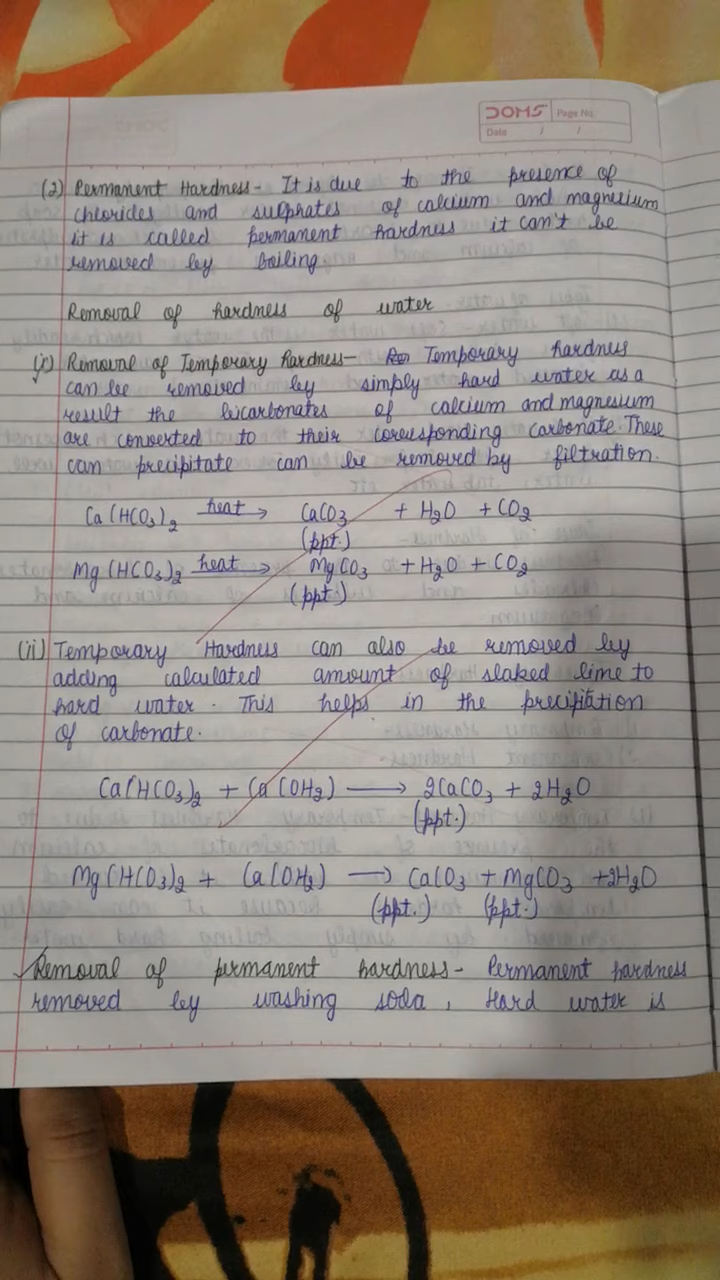 DOMS Page No.
Date / /
(2) Permanent Hardness - It is due to the presence of
chlorides and sulphates of calcium and magnesium
it is called permanent hardness it can't be
removed by boiling.
Removal of hardness of water
(i) Removal of Temporary Hardness - Temporary hardness
can be removed by simply hard water as a
result the bicarbonates of calcium and magnesium
are converted to their corresponding carbonate. These
can precipitate can be removed by filtration.
Ca(HCO3)2 heat → CaCO3 + H2O + CO2
(ppt.)
Mg(HCO3)2 heat → MgCO3 + H2O + CO2
(ppt.)
(ii) Temporary Hardness can also be removed by
adding calculated amount of slaked lime to
hard water. This helps in the precipitation
of carbonate.
Ca(HCO3)2 + Ca(OH2) → 2CaCO3 + 2H2O
(ppt.)
Mg(HCO3)2 + Ca(OH2) → CaCO3 + MgCO3 + 2H2O
(ppt.) (ppt.)
Removal of permanent hardness - Permanent hardness
removed by washing soda, Hard water is